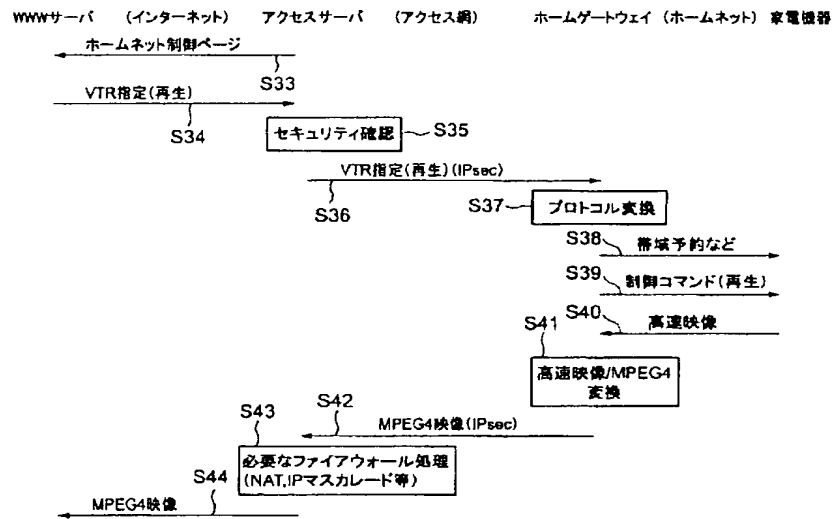 WWWサーバ (インターネット) アクセスサーバ (アクセス網) ホームゲートウェイ (ホームネット) 家電機器
ホームネット制御ページ
S33
VTR指定(再生)
S34
セキュリティ確認
S35
VTR指定(再生)(IPsec)
S36
S37
プロトコル変換
S38
帯域予約など
S39
制御コマンド(再生)
S40
高速映像
S41
高速映像/MPEG4
変換
S42
MPEG4映像(IPsec)
S43
必要なファイアウォール処理
(NAT,IPマスカレード等)
S44
MPEG4映像